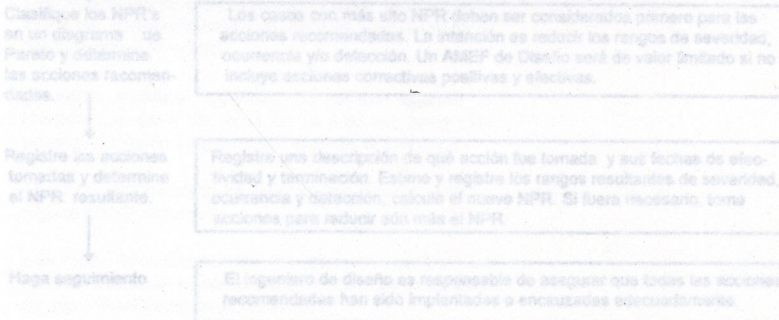 Clasifique los NPR's
en un diagrama de
Pareto y determine
las acciones recomen-
dadas.
Los casos con más alto NPR deben ser considerados primero para las
acciones recomendadas. La intención es reducir los rangos de severidad,
ocurrencia y/o detección. Un AMEF de Diseño será de valor limitado si no
incluye acciones correctivas positivas y efectivas.
Registre las acciones
tomadas y determine
el NPR resultante.
Registre una descripción de qué acción fue tomada y sus fechas de efec-
tividad y terminación. Estime y registre los rangos resultantes de severidad,
ocurrencia y detección, calcule el nuevo NPR. Si fuera necesario, tome
acciones para reducir aún más el NPR.
Haga seguimiento
El ingeniero de diseño es responsable de asegurar que todas las acciones
recomendadas han sido implantadas o encauzadas adecuadamente.